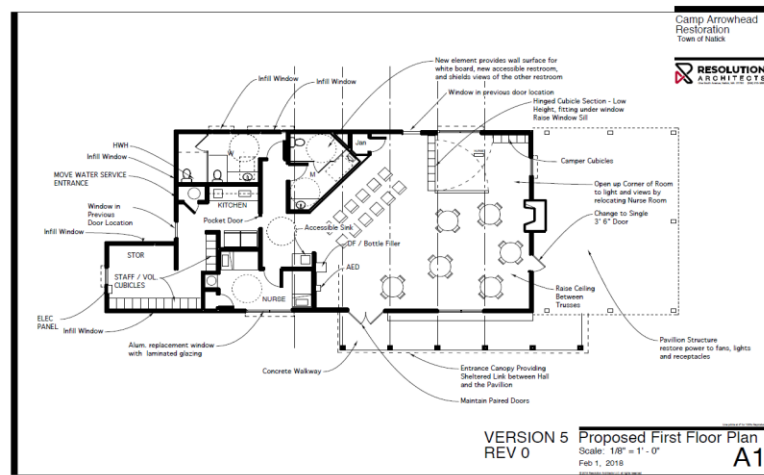 Camp Arrowhead
Restoration
Town of Natick
RESOLUTION
ARCHITECTS
New element provides wall surface for
white board, new accessible restroom,
and shields views of the other restroom
Infill Window
Infill Window
Window in previous door location
Hinged Cubicle Section - Low
Height, fitting under window
Raise Window Sill
HWH
Infill Window
MOVE WATER SERVICE
ENTRANCE
W
M
Jan
Camper Cubicles
KITCHEN
Open up Corner of Room
to light and views by
relocating Nurse Room
Window in
Previous
Door Location
Pocket Door
Accessible Sink
Infill Window
Change to Single
3' 6" Door
STOR
DF / Bottle Filler
STAFF / VOL.
CUBICLES
AED
NURSE
Raise Ceiling
Between
Trusses
ELEC
PANEL
Infill Window
Alum. replacement window
with laminated glazing
Concrete Walkway
Entrance Canopy Providing
Sheltered Link between Hall
and the Pavilion
Maintain Paired Doors
Pavilion Structure
restore power to fans, lights
and receptacles
VERSION 5
REV 0
Proposed First Floor Plan
Scale: 1/8" = 1' - 0"
Feb 1, 2018
A1